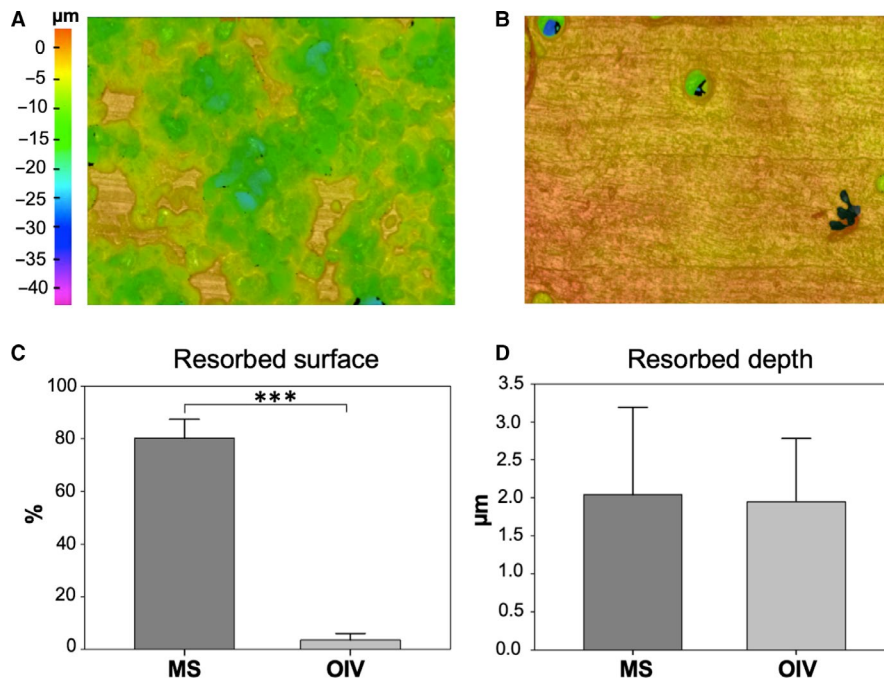 A
µm
0
−5
−10
−15
−20
−25
−30
−35
−40
B
C
Resorbed surface
100
80
60
40
20
0
%
***
MS
OIV
D
Resorbed depth
3.5
3.0
2.5
2.0
1.5
1.0
0.5
0.0
µm
MS
OIV